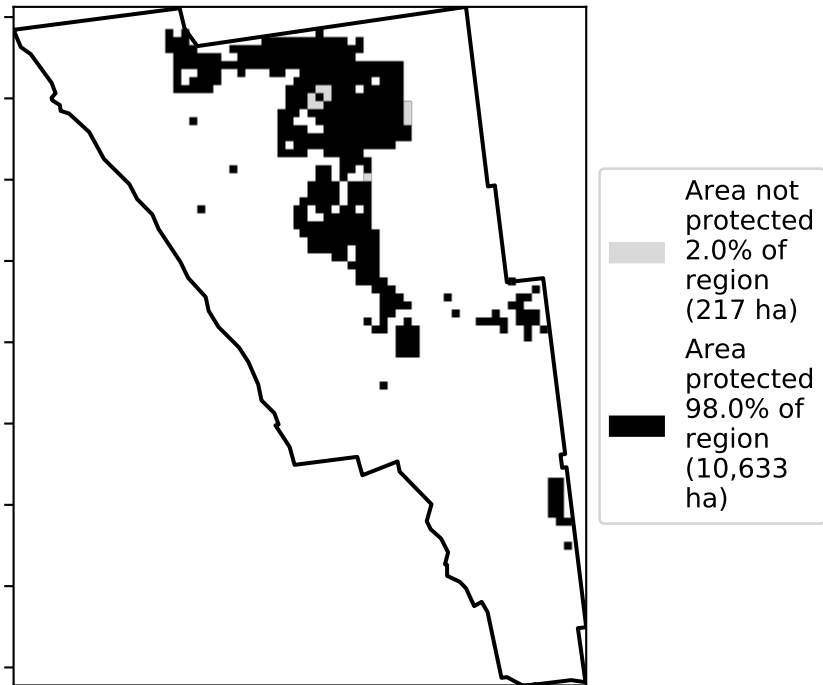 Area not
protected
2.0% of
region
(217 ha)
Area
protected
98.0% of
region
(10,633
ha)